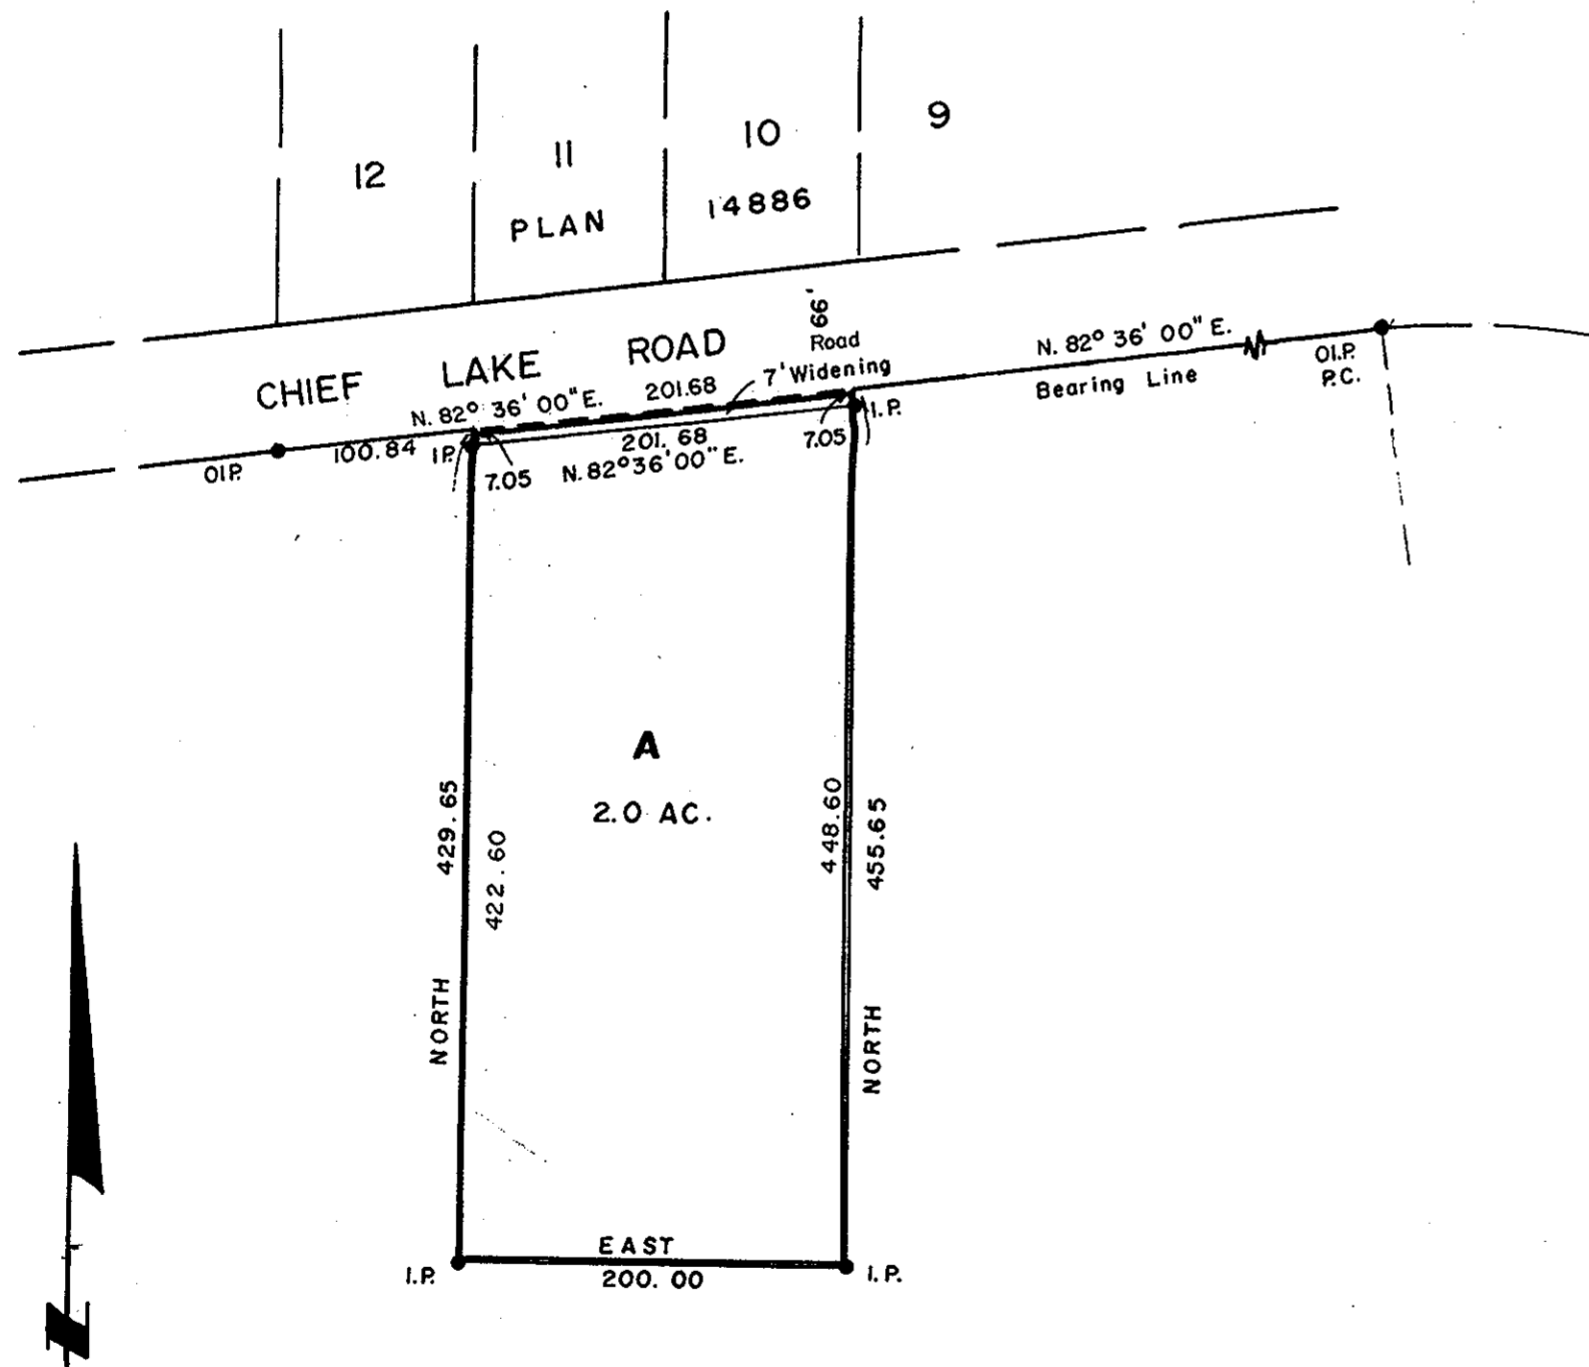 9
10
11
12
14886
PLAN
66'
CHIEF LAKE ROAD
Road
7' Widening
N. 82° 36' 00" E.
201.68
N. 82° 36' 00" E.
Bearing Line
O.I.P.
P.C.
I.P.
O.I.P.
100.84
I.P.
7.05
201.68
N. 82° 36' 00" E.
7.05
A
2.0 AC.
429.65
422.60
448.60
455.65
NORTH
NORTH
EAST
200.00
I.P.
I.P.
N